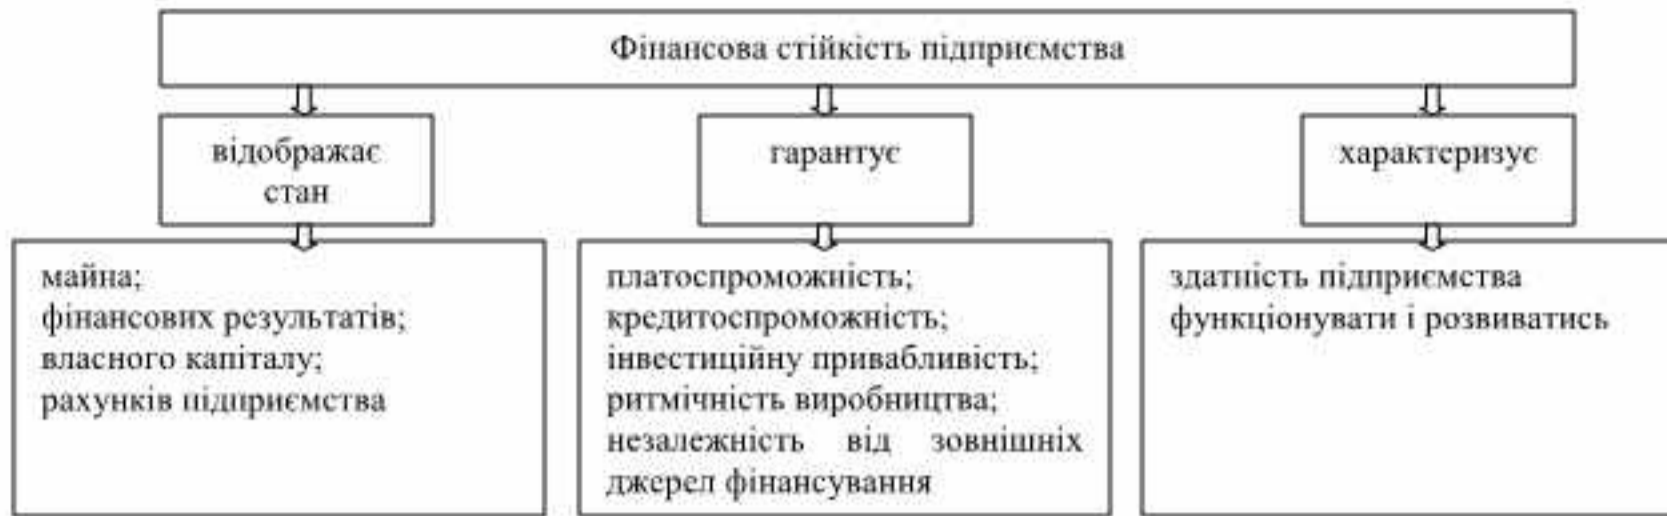 Фінансова стійкість підприємства
відображає
стан
гарантує
характеризує
майна;
фінансових результатів;
власного капіталу;
рахунків підприємства
платоспроможність;
кредитоспроможність;
інвестиційну привабливість;
ритмічність виробництва;
незалежність від зовнішніх
джерел фінансування
здатність підприємства
функціонувати і розвиватись